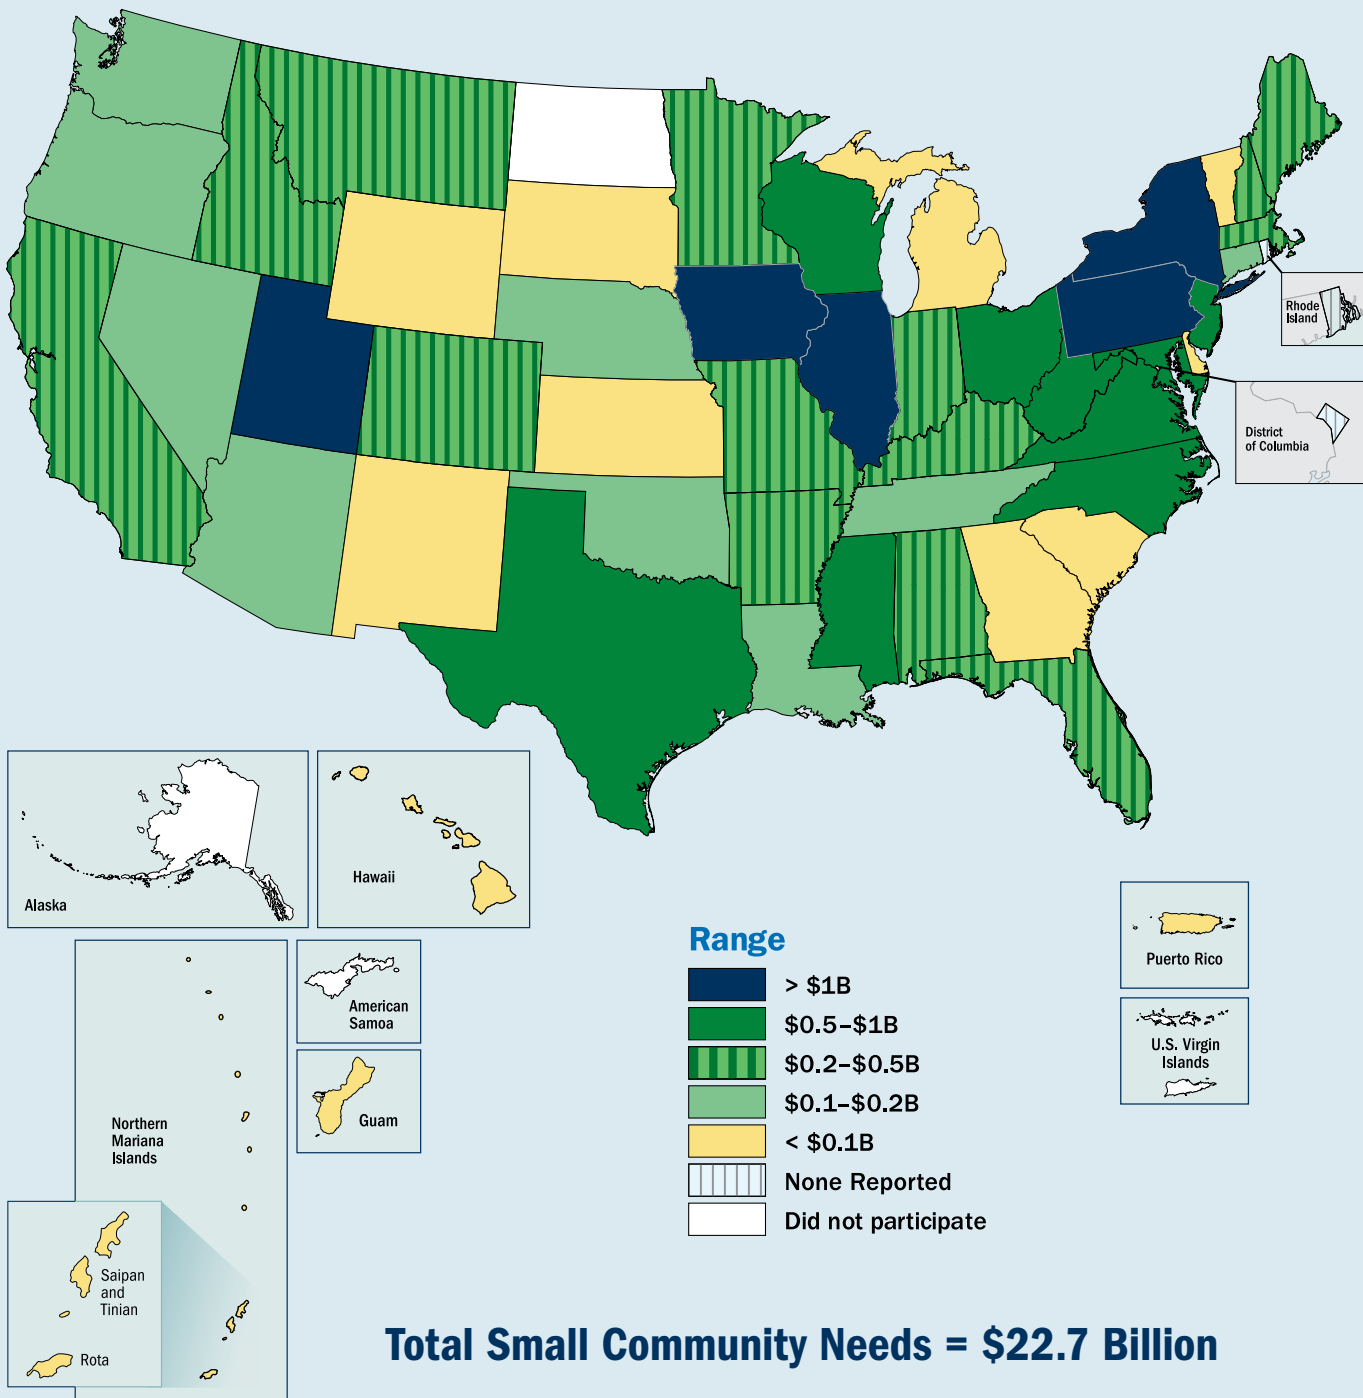 Rhode
Island
District
of Columbia
Alaska
Hawaii
American
Samoa
Guam
Northern
Mariana
Islands
Saipan
and
Tinian
Rota
Range
> $1B
$0.5–$1B
$0.2–$0.5B
$0.1–$0.2B
< $0.1B
None Reported
Did not participate
Puerto Rico
U.S. Virgin
Islands
Total Small Community Needs = $22.7 Billion